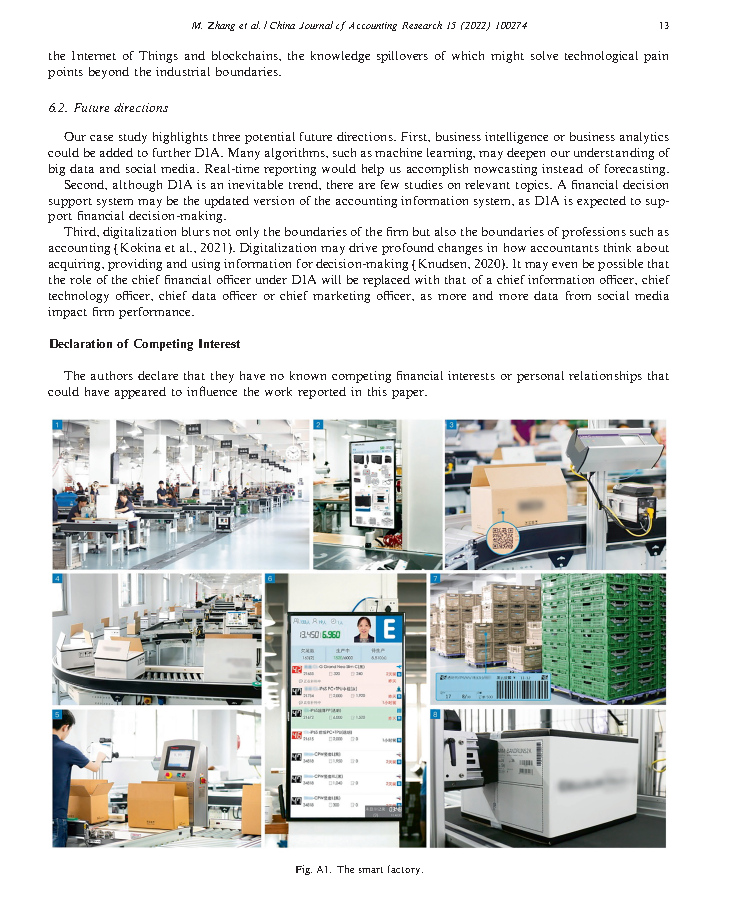 M. Zhang et al. / China Journal of Accounting Research 15 (2022) 100274
13
the Internet of Things and blockchains, the knowledge spillovers of which might solve technological pain
points beyond the industrial boundaries.
6.2. Future directions
Our case study highlights three potential future directions. First, business intelligence or business analytics
could be added to further D1A. Many algorithms, such as machine learning, may deepen our understanding of
big data and social media. Real-time reporting would help us accomplish nowcasting instead of forecasting.
Second, although D1A is an inevitable trend, there are few studies on relevant topics. A financial decision
support system may be the updated version of the accounting information system, as D1A is expected to sup-
port financial decision-making.
Third, digitalization blurs not only the boundaries of the firm but also the boundaries of professions such as
accounting {Kokina et al., 2021}. Digitalization may drive profound changes in how accountants think about
acquiring, providing and using information for decision-making {Knudsen, 2020}. It may even be possible that
the role of the chief financial officer under D1A will be replaced with that of a chief information officer, chief
technology officer, chief data officer or chief marketing officer, as more and more data from social media
impact firm performance.
Declaration of Competing Interest
The authors declare that they have no known competing financial interests or personal relationships that
could have appeared to influence the work reported in this paper.
1
2
3
4
6
7
E
5
8
Fig. A1. The smart factory.